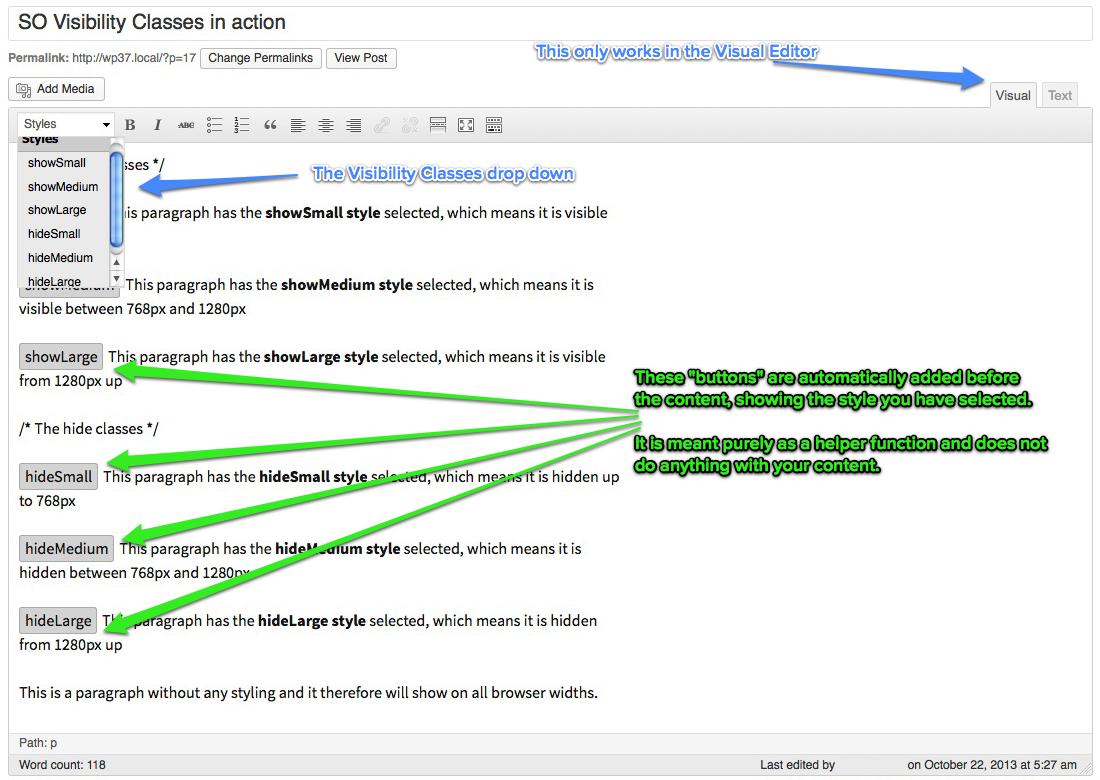 SO Visibility Classes in action
Permalink: http://wp37.local/?p=17 Change Permalinks View Post
This only works in the Visual Editor
Add Media
Visual Text
Styles B I ABC
Styles
showSmall
showMedium
showLarge
hideSmall
hideMedium
hideLarge
The Visibility Classes drop down
sses */
his paragraph has the showSmall style selected, which means it is visible
showMedium This paragraph has the showMedium style selected, which means it is
visible between 768px and 1280px
showLarge This paragraph has the showLarge style selected, which means it is visible
from 1280px up
These "buttons" are automatically added before
the content, showing the style you have selected.
It is meant purely as a helper function and does not
do anything with your content.
/* The hide classes */
hideSmall This paragraph has the hideSmall style selected, which means it is hidden up
to 768px
hideMedium This paragraph has the hideMedium style selected, which means it is
hidden between 768px and 1280px
hideLarge This paragraph has the hideLarge style selected, which means it is hidden
from 1280px up
This is a paragraph without any styling and it therefore will show on all browser widths.
Path: p
Word count: 118
Last edited by on October 22, 2013 at 5:27 am